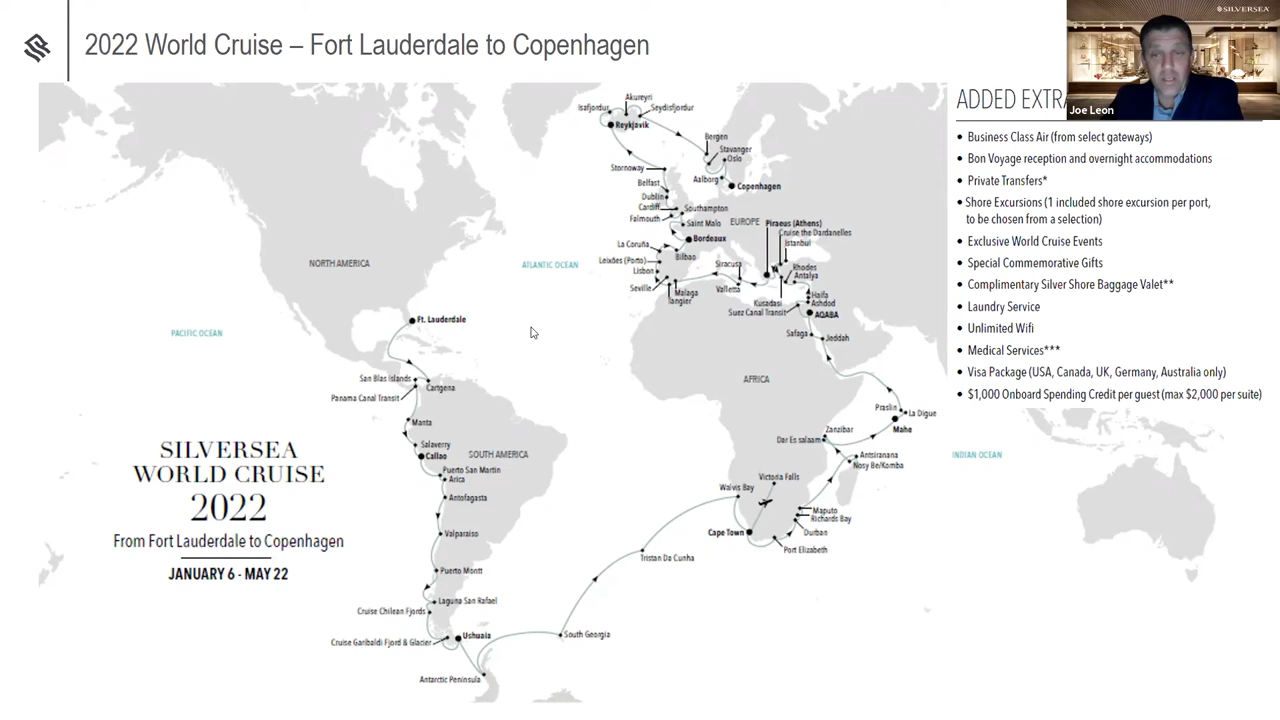 2022 World Cruise – Fort Lauderdale to Copenhagen
SILVERSEA
Joe Leon
ADDED EXTRA
• Business Class Air (from select gateways)
• Bon Voyage reception and overnight accommodations
• Private Transfers*
• Shore Excursions (1 included shore excursion per port,
to be chosen from a selection)
• Exclusive World Cruise Events
• Special Commemorative Gifts
• Complimentary Silver Shore Baggage Valet**
• Laundry Service
• Unlimited Wifi
• Medical Services***
• Visa Package (USA, Canada, UK, Germany, Australia only)
• $1,000 Onboard Spending Credit per guest (max $2,000 per suite)
Akureyri
Isafjordur
Seydisfjordur
Reykjavik
Bergen
Stavanger
Oslo
Stornoway
Aalborg
Copenhagen
Belfast
Dublin
Cardiff
Southampton
Falmouth
Saint Malo
EUROPE
Piraeus (Athens)
Cruise the Dardanelles
Istanbul
Bordeaux
La Coruña
Bilbao
Leixões (Porto)
Lisbon
Siracusa
Rhodes
Antalya
Seville
Malaga
Tangier
Valletta
Kusadasi
Haifa
Ashdod
Suez Canal Transit
AQABA
Safaga
Jeddah
NORTH AMERICA
ATLANTIC OCEAN
PACIFIC OCEAN
Ft. Lauderdale
San Blas Islands
Cartgena
Panama Canal Transit
AFRICA
Manta
Praslin
La Digue
Mahe
Zanzibar
Dar Es salaam
Salaverry
Callao
SOUTH AMERICA
INDIAN OCEAN
Antsiranana
Nosy Be/Komba
Puerto San Martin
Arica
Victoria Falls
Walvis Bay
Antofagasta
Maputo
Richards Bay
Valparaiso
Cape Town
Durban
Port Elizabeth
Tristan Da Cunha
Puerto Montt
Laguna San Rafael
Cruise Chilean Fjords
Ushuaia
South Georgia
Cruise Garibaldi Fjord & Glacier
Antarctic Peninsula
SILVERSEA
WORLD CRUISE
2022
From Fort Lauderdale to Copenhagen
JANUARY 6 - MAY 22